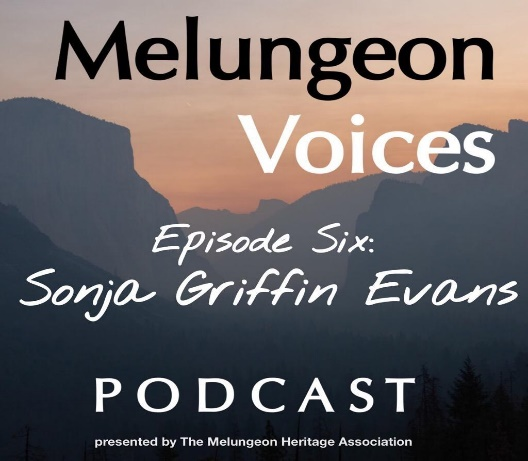 Melungeon
Voices
Episode Six:
Sonja Griffin Evans
PODCAST
presented by The Melungeon Heritage Association